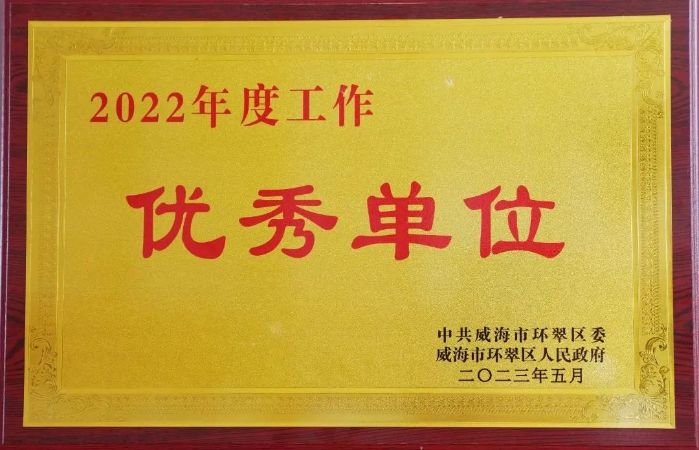 2022年度工作
优秀单位
中共威海市环翠区委
威海市环翠区人民政府
二〇二三年五月